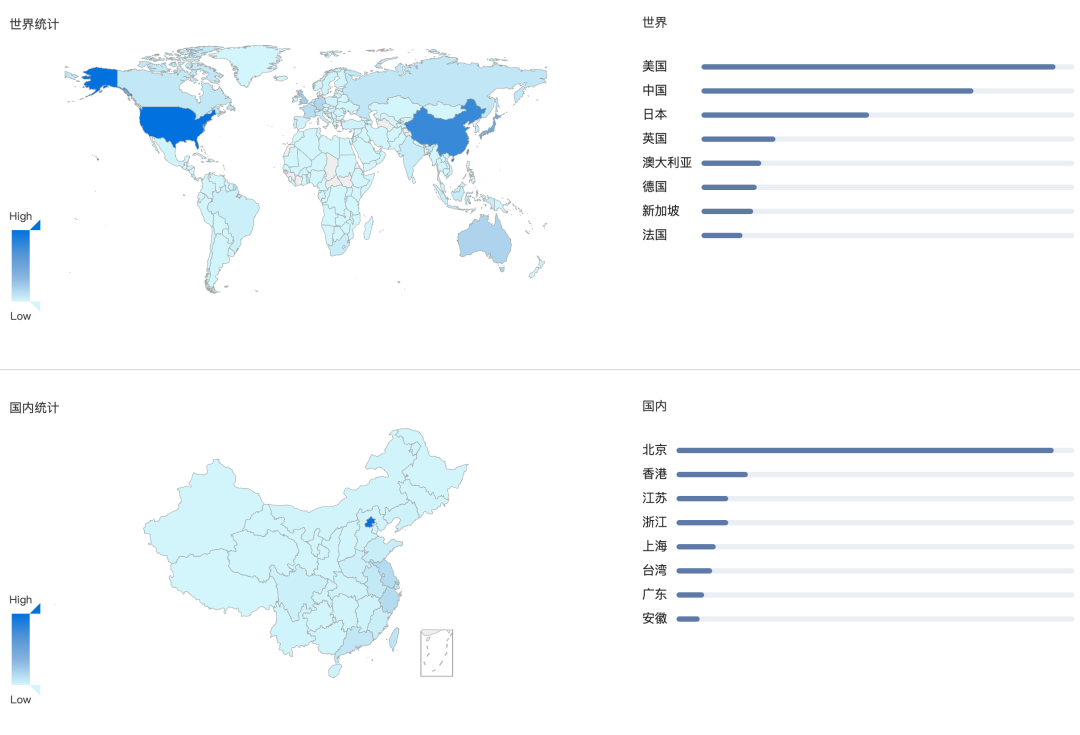 世界统计
High
Low
世界
美国
中国
日本
英国
澳大利亚
德国
新加坡
法国
国内统计
High
Low
国内
北京
香港
江苏
浙江
上海
台湾
广东
安徽